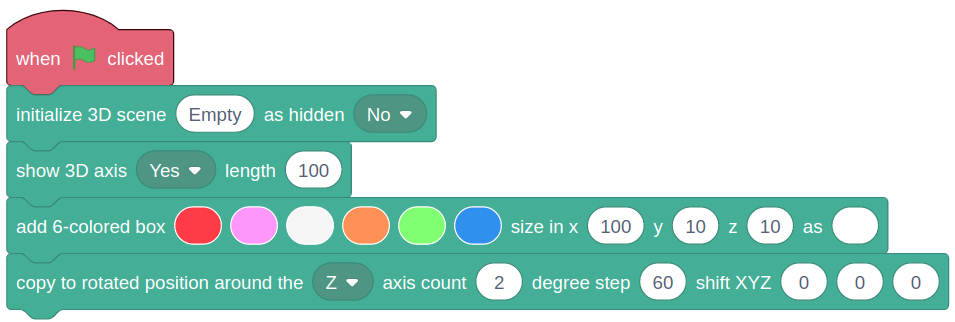 when clicked
initialize 3D scene Empty as hidden No
show 3D axis Yes length 100
add 6-colored box size in x 100 y 10 z 10 as
copy to rotated position around the Z axis count 2 degree step 60 shift XYZ 0 0 0